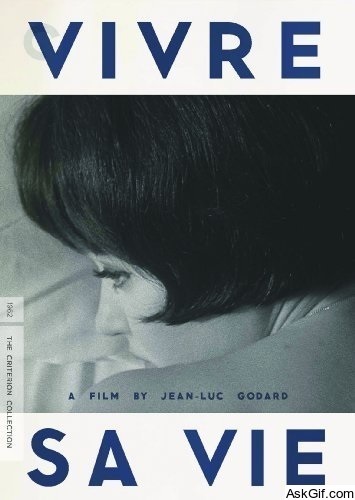 VIVRE
1962
THE CRITERION COLLECTION
A FILM BY JEAN-LUC GODARD
SA VIE
AskGif.com